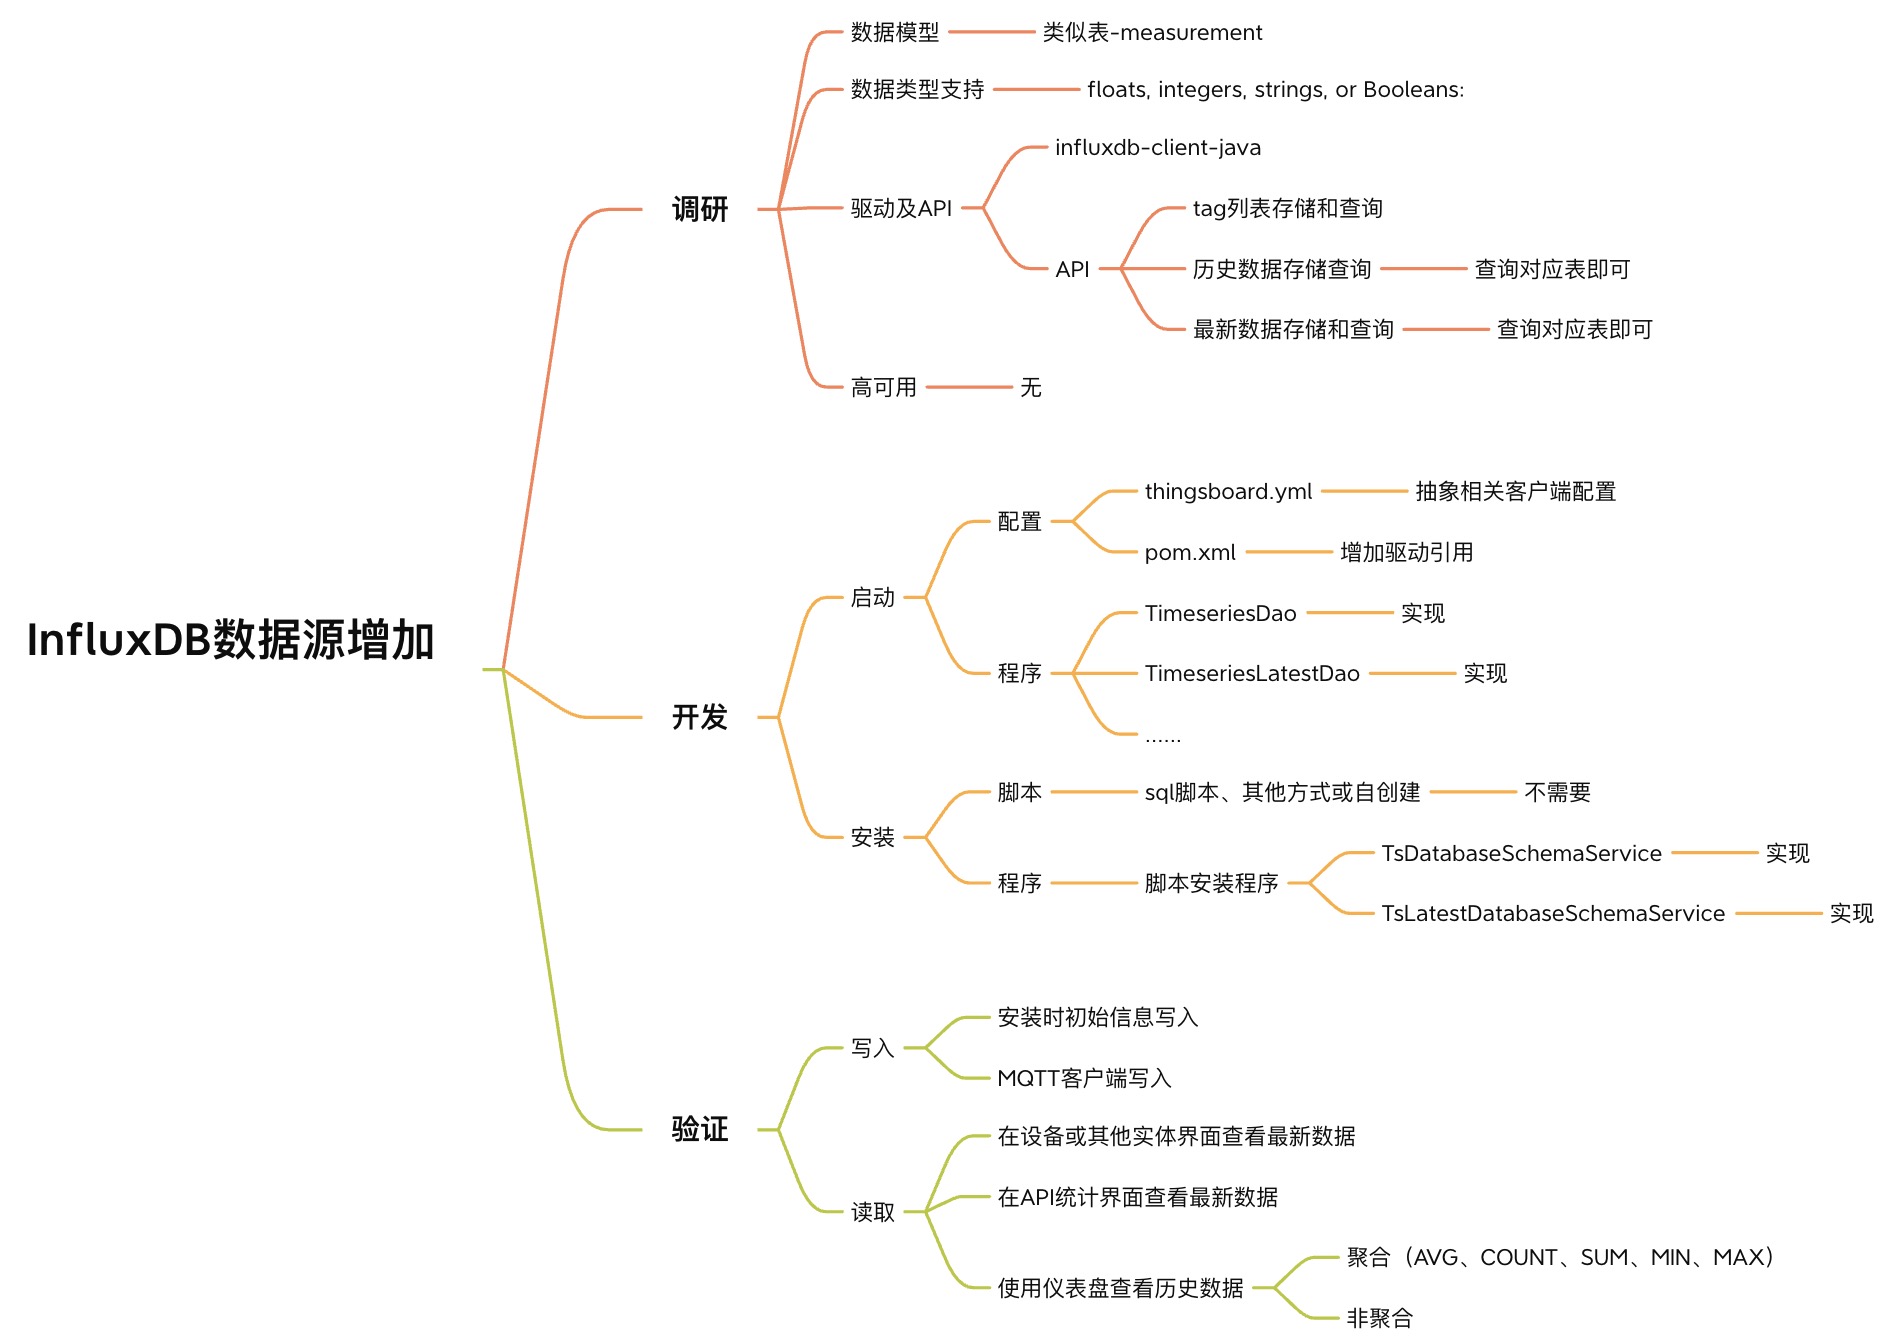 InfluxDB数据源增加
调研
数据模型
类似表-measurement
数据类型支持
floats, integers, strings, or Booleans:
驱动及API
influxdb-client-java
API
tag列表存储和查询
历史数据存储查询
查询对应表即可
最新数据存储和查询
查询对应表即可
高可用
无
开发
启动
配置
thingsboard.yml
抽象相关客户端配置
pom.xml
增加驱动引用
程序
TimeseriesDao
实现
TimeseriesLatestDao
实现
......
安装
脚本
sql脚本、其他方式或自创建
不需要
程序
脚本安装程序
TsDatabaseSchemaService
实现
TsLatestDatabaseSchemaService
实现
验证
写入
安装时初始信息写入
MQTT客户端写入
读取
在设备或其他实体界面查看最新数据
在API统计界面查看最新数据
使用仪表盘查看历史数据
聚合（AVG、COUNT、SUM、MIN、MAX）
非聚合